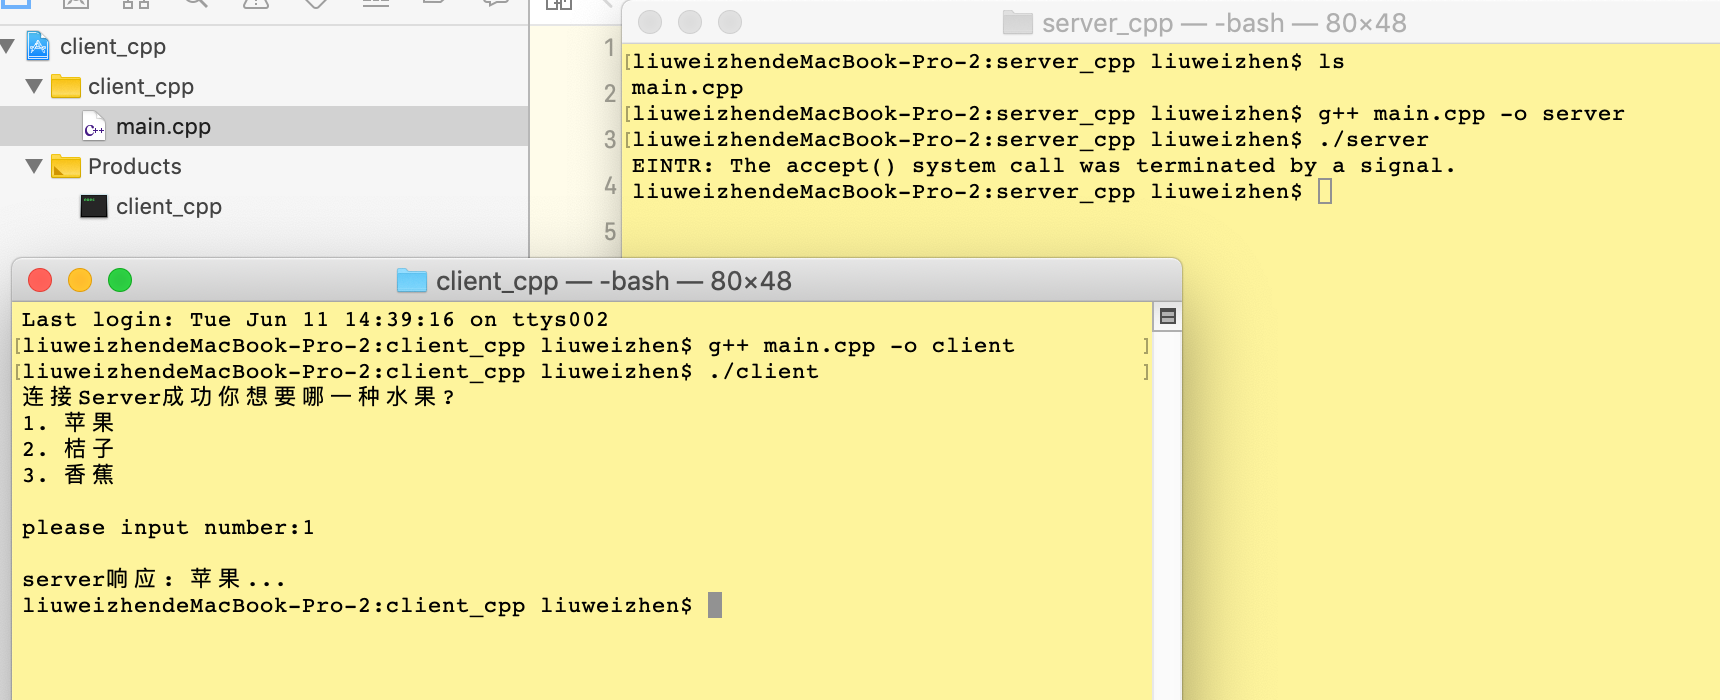 client_cpp
client_cpp
main.cpp
Products
client_cpp
1
2
3
4
5
server_cpp — -bash — 80×48
[liuweizhendeMacBook-Pro-2:server_cpp liuweizhen$ ls
main.cpp
[liuweizhendeMacBook-Pro-2:server_cpp liuweizhen$ g++ main.cpp -o server
[liuweizhendeMacBook-Pro-2:server_cpp liuweizhen$ ./server
EINTR: The accept() system call was terminated by a signal.
liuweizhendeMacBook-Pro-2:server_cpp liuweizhen$
client_cpp — -bash — 80×48
Last login: Tue Jun 11 14:39:16 on ttys002
[liuweizhendeMacBook-Pro-2:client_cpp liuweizhen$ g++ main.cpp -o client ]
[liuweizhendeMacBook-Pro-2:client_cpp liuweizhen$ ./client ]
连接Server成功你想要哪一种水果?
1. 苹果
2. 桔子
3. 香蕉
please input number:1
server响应: 苹果...
liuweizhendeMacBook-Pro-2:client_cpp liuweizhen$